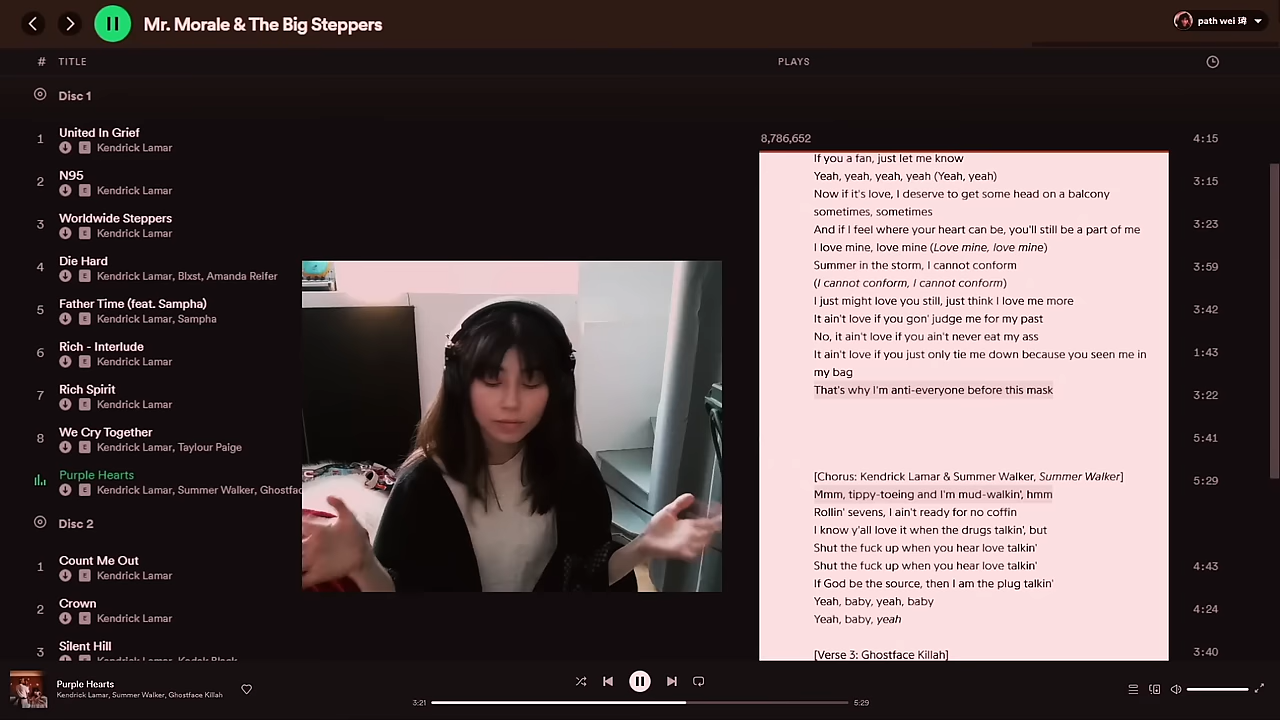 Mr. Morale & The Big Steppers
path wei 瑋
# TITLE PLAYS
Disc 1
1 United In Grief 8,786,652 4:15
E Kendrick Lamar
2 N95 3:15
E Kendrick Lamar
3 Worldwide Steppers 3:23
E Kendrick Lamar
4 Die Hard 3:59
E Kendrick Lamar, Blxst, Amanda Reifer
5 Father Time (feat. Sampha) 3:42
E Kendrick Lamar, Sampha
6 Rich - Interlude 1:43
E Kendrick Lamar
7 Rich Spirit 3:22
E Kendrick Lamar
8 We Cry Together 5:41
E Kendrick Lamar, Taylour Paige
Purple Hearts 5:29
E Kendrick Lamar, Summer Walker, Ghostfac
Disc 2
1 Count Me Out 4:43
E Kendrick Lamar
2 Crown 4:24
E Kendrick Lamar
3 Silent Hill 3:40
E Kendrick Lamar, Kodak Black
If you a fan, just let me know
Yeah, yeah, yeah, yeah (Yeah, yeah)
Now if it's love, I deserve to get some head on a balcony
sometimes, sometimes
And if I feel where your heart can be, you'll still be a part of me
I love mine, love mine (Love mine, love mine)
Summer in the storm, I cannot conform
(I cannot conform, I cannot conform)
I just might love you still, just think I love me more
It ain't love if you gon' judge me for my past
No, it ain't love if you ain't never eat my ass
It ain't love if you just only tie me down because you seen me in
my bag
That's why I'm anti-everyone before this mask
[Chorus: Kendrick Lamar & Summer Walker, Summer Walker]
Mmm, tippy-toeing and I'm mud-walkin', hmm
Rollin' sevens, I ain't ready for no coffin
I know y'all love it when the drugs talkin', but
Shut the fuck up when you hear love talkin'
Shut the fuck up when you hear love talkin'
If God be the source, then I am the plug talkin'
Yeah, baby, yeah, baby
Yeah, baby, yeah
[Verse 3: Ghostface Killah]
Purple Hearts
Kendrick Lamar, Summer Walker, Ghostface Killah
3:21 5:29